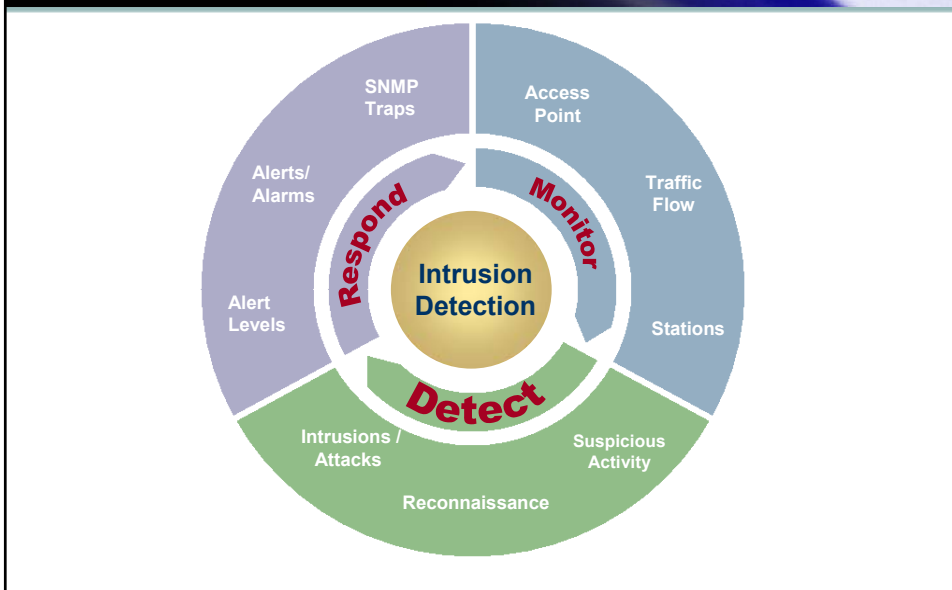 SNMP
Traps
Access
Point
Alerts/
Alarms
Traffic
Flow
Respond
Monitor
Intrusion
Detection
Alert
Levels
Stations
Detect
Intrusions /
Attacks
Suspicious
Activity
Reconnaissance